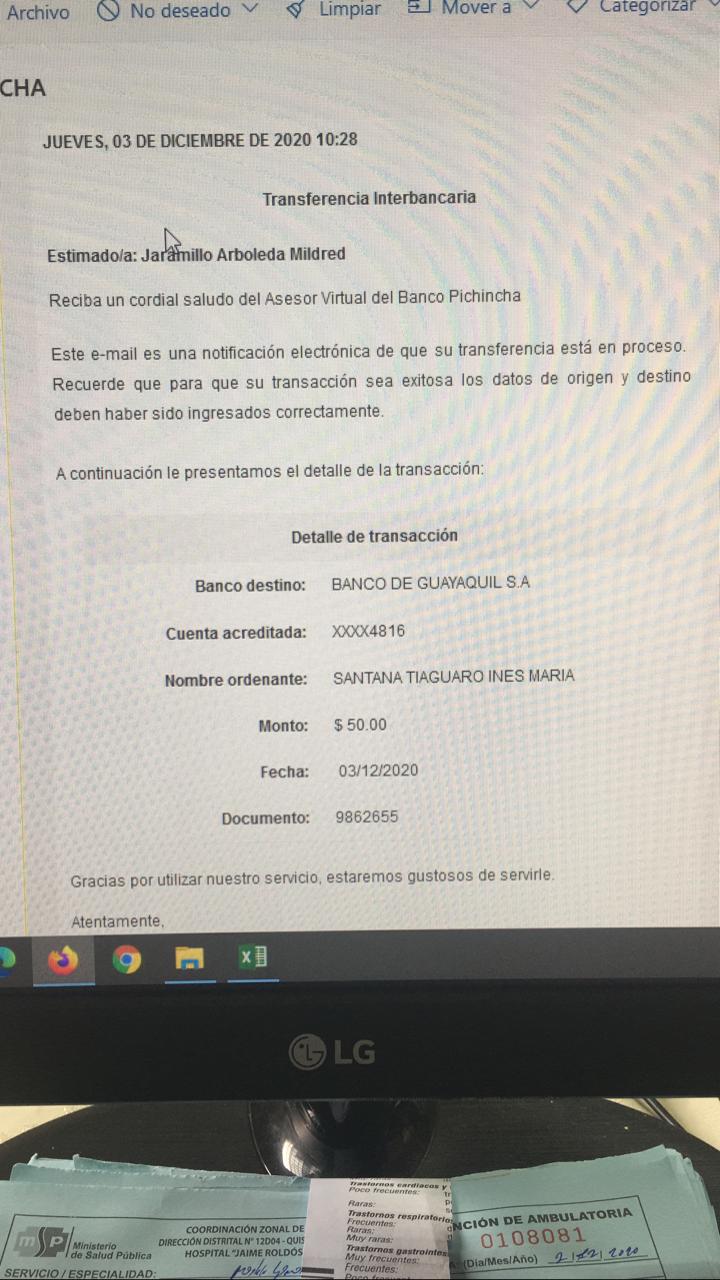 Archivo No deseado Limpiar Mover a Categorizar
CHA
JUEVES, 03 DE DICIEMBRE DE 2020 10:28
Transferencia Interbancaria
Estimado/a: Jaramillo Arboleda Mildred
Reciba un cordial saludo del Asesor Virtual del Banco Pichincha
Este e-mail es una notificación electrónica de que su transferencia está en proceso.
Recuerde que para que su transacción sea exitosa los datos de origen y destino
deben haber sido ingresados correctamente.
A continuación le presentamos el detalle de la transacción:
Detalle de transacción
Banco destino: BANCO DE GUAYAQUIL S.A
Cuenta acreditada: XXXX4816
Nombre ordenante: SANTANA TIAGUARO INES MARIA
Monto: $ 50.00
Fecha: 03/12/2020
Documento: 9862655
Gracias por utilizar nuestro servicio, estaremos gustosos de servirle.
Atentamente,
LG
msp Ministerio
de Salud Pública
COORDINACIÓN ZONAL DE
DIRECCIÓN DISTRITAL N° 12D04 - QUIS
HOSPITAL "JAIME ROLDÓS
SERVICIO / ESPECIALIDAD:
Trastornos cardiacos y
Poco frecuentes:
Raras:
Trastornos respiratorio
Frecuentes:
Raras:
Muy raras:
Trastornos gastrointes
Muy frecuentes:
Frecuentes:
Poco frecuentes:
NCIÓN DE AMBULATORIA
0108081
(Dia/Mes/Año) 2/12/2020